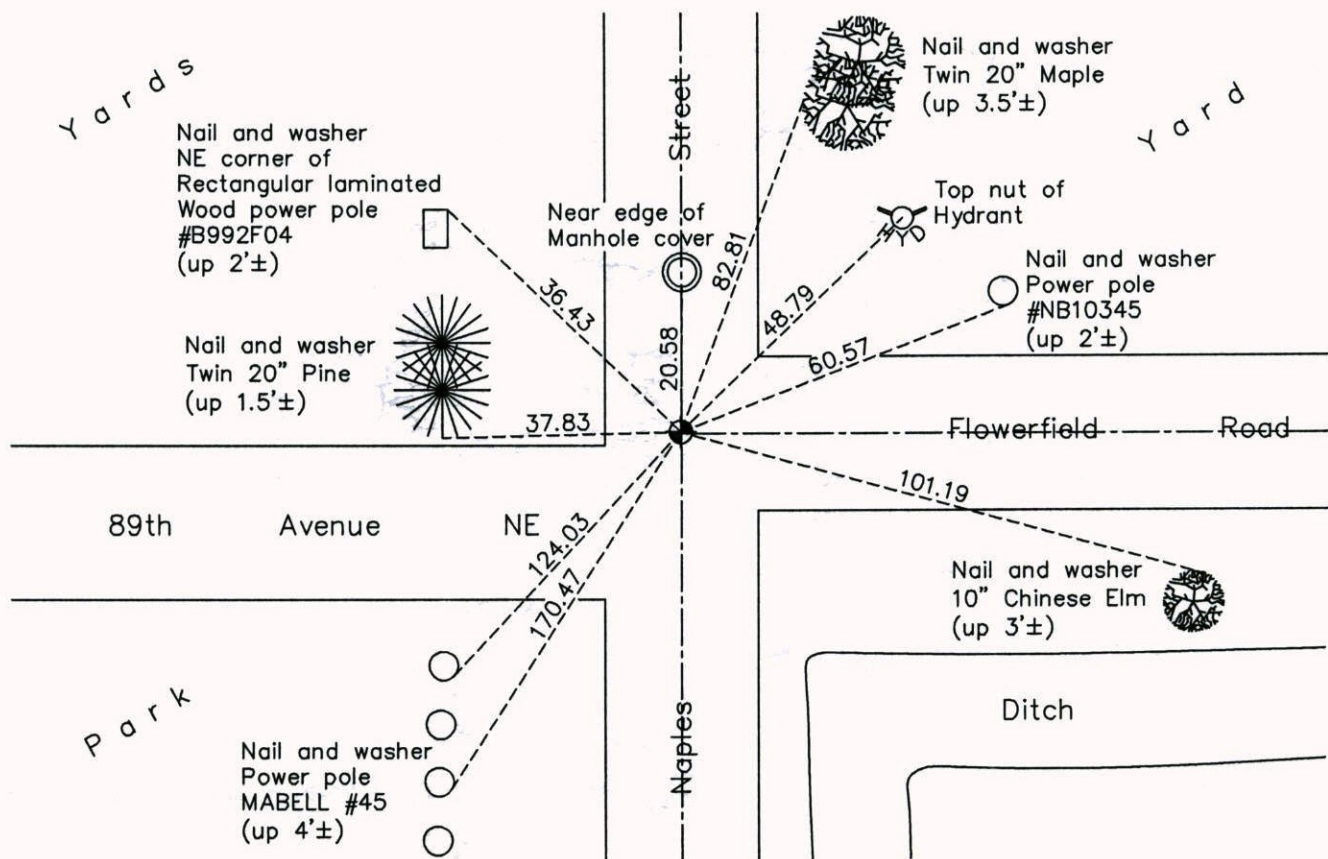 Yards
Nail and washer
NE corner of
Rectangular laminated
Wood power pole
#B992F04
(up 2'±)
Nail and washer
Twin 20" Pine
(up 1.5'±)
Near edge of
Manhole cover
Street
Nail and washer
Twin 20" Maple
(up 3.5'±)
Yard
Top nut of
Hydrant
HYD
Nail and washer
Power pole
#NB10345
(up 2'±)
36.43
20.58
82.81
48.79
60.57
37.83
Flowerfield Road
101.19
89th Avenue NE
124.03
170.47
Nail and washer
10" Chinese Elm
(up 3'±)
Park
Naples
Ditch
Nail and washer
Power pole
MABELL #45
(up 4'±)